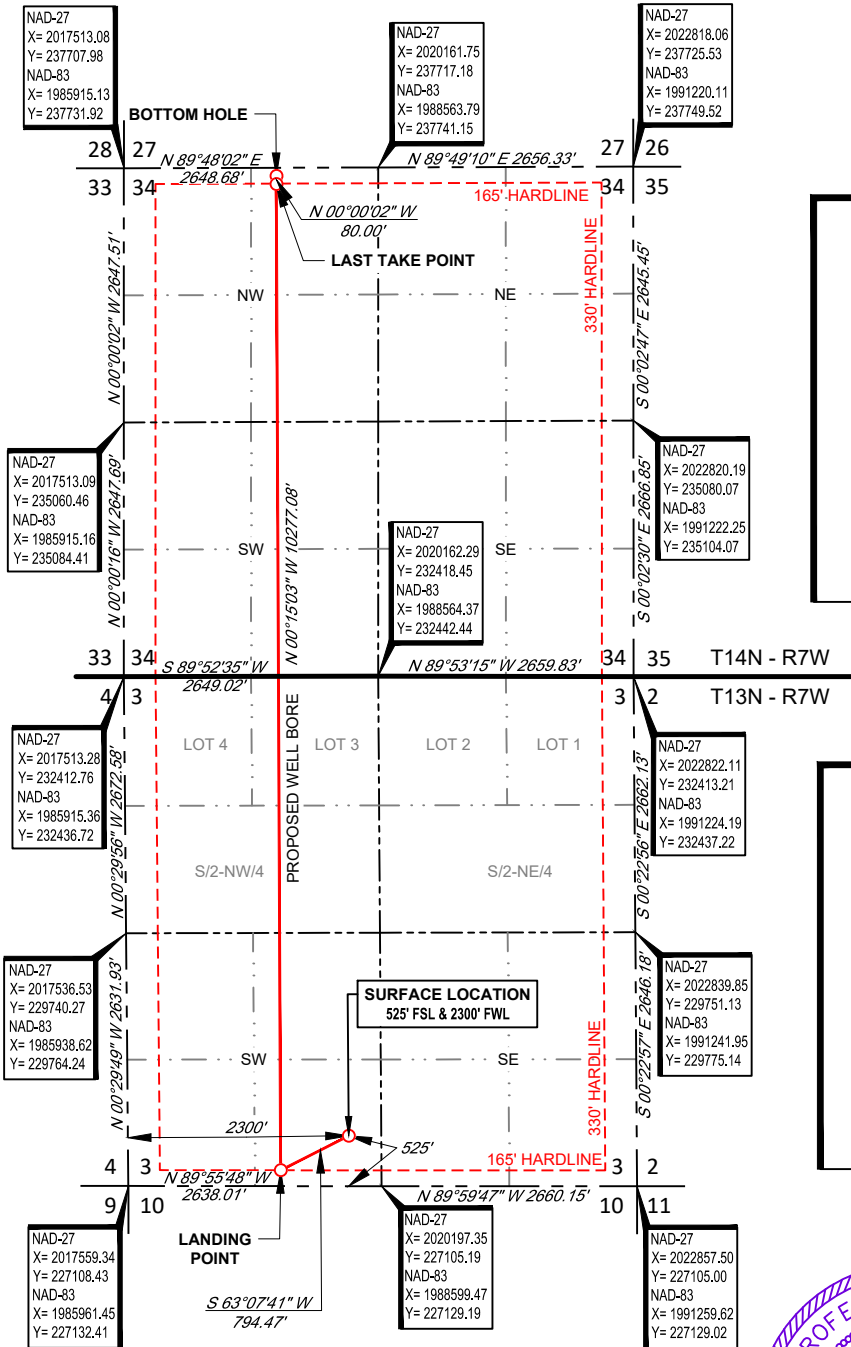 NAD-27
X= 2017513.08
Y= 237707.98
NAD-83
X= 1985915.13
Y= 237731.92
NAD-27
X= 2020161.75
Y= 237717.18
NAD-83
X= 1988563.79
Y= 237741.15
NAD-27
X= 2022818.06
Y= 237725.53
NAD-83
X= 1991220.11
Y= 237749.52
BOTTOM HOLE
28 27
N 89°48'02" E
2648.68'
N 89°49'10" E 2656.33'
27 26
33 34
34 35
165' HARDLINE
N 00°00'02" W
80.00'
LAST TAKE POINT
330' HARDLINE
N 00°00'02" W 2647.51'
NW
NE
S 00°02'47" E 2645.45'
NAD-27
X= 2017513.09
Y= 235060.46
NAD-83
X= 1985915.16
Y= 235084.41
NAD-27
X= 2022820.19
Y= 235080.07
NAD-83
X= 1991222.25
Y= 235104.07
N 00°00'16" W 2647.69'
SW
N 00°15'03" W 10277.08'
NAD-27
X= 2020162.29
Y= 232418.45
NAD-83
X= 1988564.37
Y= 232442.44
SE
S 00°02'30" E 2666.85'
33 34
S 89°52'35" W
2649.02'
N 89°53'15" W 2659.83'
34 35
T14N - R7W
4 3
3 2
T13N - R7W
NAD-27
X= 2017513.28
Y= 232412.76
NAD-83
X= 1985915.36
Y= 232436.72
LOT 4
LOT 3
LOT 2
LOT 1
NAD-27
X= 2022822.11
Y= 232413.21
NAD-83
X= 1991224.19
Y= 232437.22
N 00°29'56" W 2672.58'
PROPOSED WELL BORE
S/2-NW/4
S/2-NE/4
S 00°22'56" E 2662.13'
NAD-27
X= 2017536.53
Y= 229740.27
NAD-83
X= 1985938.62
Y= 229764.24
NAD-27
X= 2022839.85
Y= 229751.13
NAD-83
X= 1991241.95
Y= 229775.14
N 00°29'49" W 2631.93'
SURFACE LOCATION
525' FSL & 2300' FWL
SW
SE
330' HARDLINE
S 00°22'57" E 2646.18'
2300'
525'
165' HARDLINE
4 3
N 89°55'48" W
2638.01'
N 89°59'47" W 2660.15'
3 2
9 10
10 11
LANDING
POINT
S 63°07'41" W
794.47'
NAD-27
X= 2017559.34
Y= 227108.43
NAD-83
X= 1985961.45
Y= 227132.41
NAD-27
X= 2020197.35
Y= 227105.19
NAD-83
X= 1988599.47
Y= 227129.19
NAD-27
X= 2022857.50
Y= 227105.00
NAD-83
X= 1991259.62
Y= 227129.02